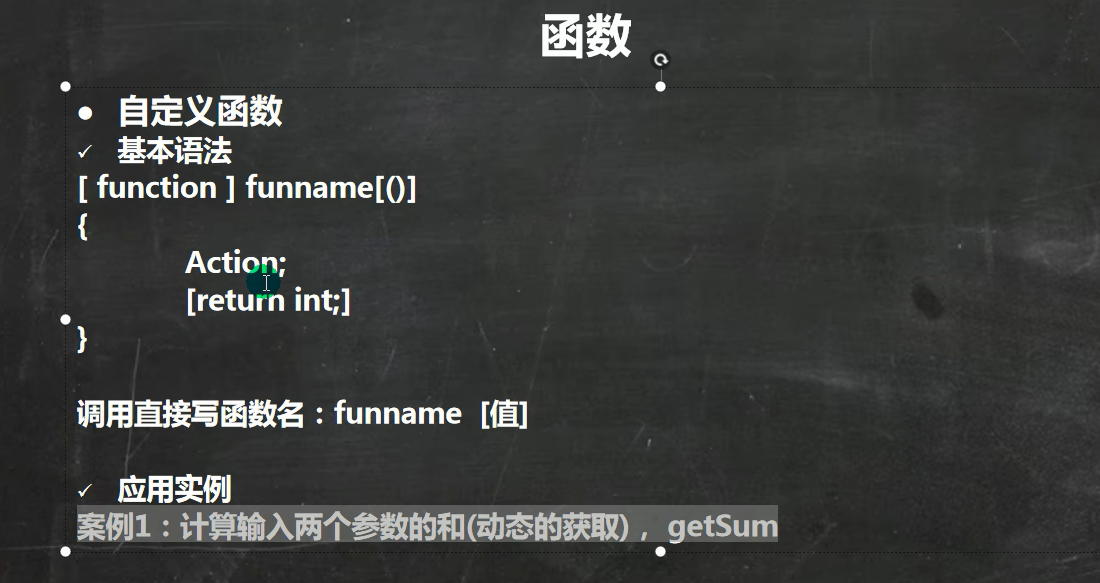 函数
● 自定义函数
✓ 基本语法
[ function ] funname[()]
{
Action;
[return int;]
}
调用直接写函数名：funname [值]
✓ 应用实例
案例1：计算输入两个参数的和(动态的获取)，getSum